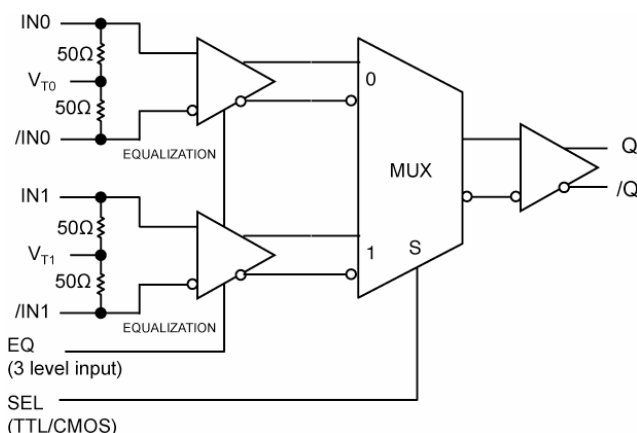 IN0
50Ω
VT0
50Ω
/IN0
EQUALIZATION
IN1
50Ω
VT1
50Ω
/IN1
EQUALIZATION
EQ
(3 level input)
SEL
(TTL/CMOS)
0
MUX
1
S
Q
/Q